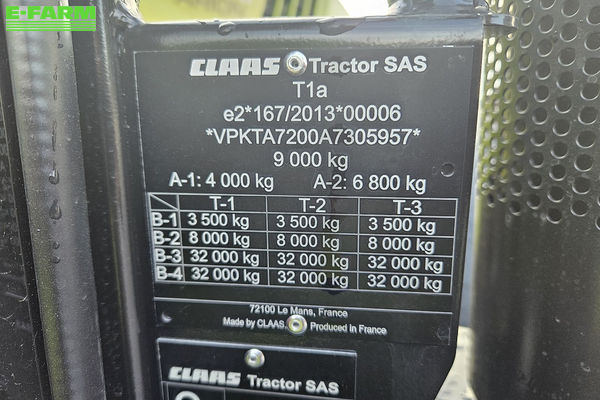 E-FARM
CLAAS Tractor SAS
T1a
e2*167/2013*00006
*VPKTA7200A7305957*
9 000 kg
A-1: 4 000 kg A-2: 6 800 kg
T-1 T-2 T-3
B-1 3 500 kg 3 500 kg 3 500 kg
B-2 8 000 kg 8 000 kg 8 000 kg
B-3 32 000 kg 32 000 kg 32 000 kg
B-4 32 000 kg 32 000 kg 32 000 kg
72100 Le Mans, France
Made by CLAAS. Produced in France
CLAAS Tractor SAS